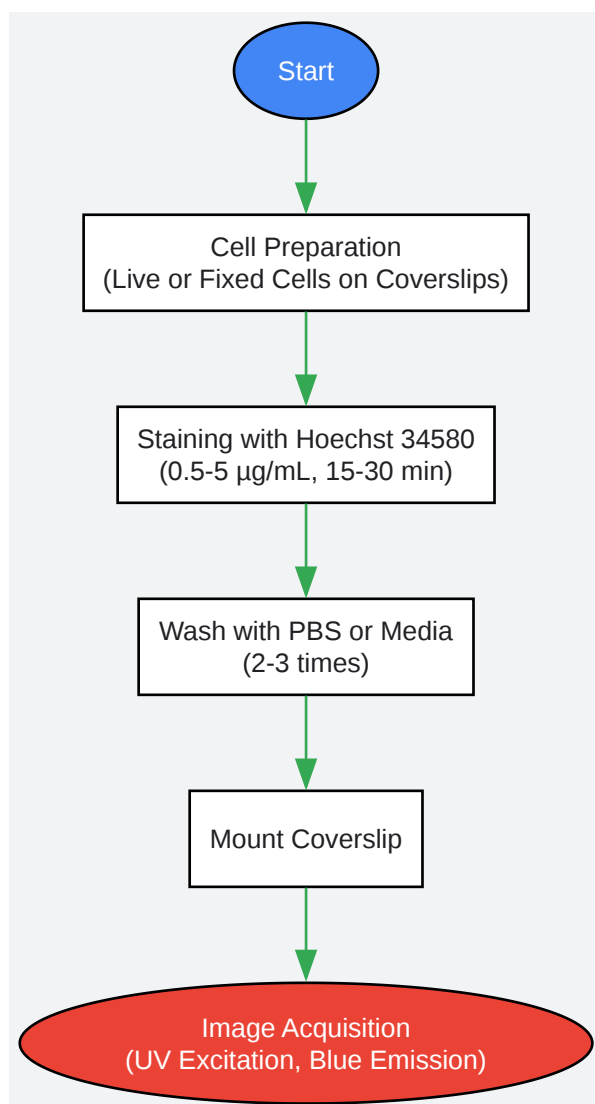 Start
Cell Preparation
(Live or Fixed Cells on Coverslips)
Staining with Hoechst 34580
(0.5-5 µg/mL, 15-30 min)
Wash with PBS or Media
(2-3 times)
Mount Coverslip
Image Acquisition
(UV Excitation, Blue Emission)